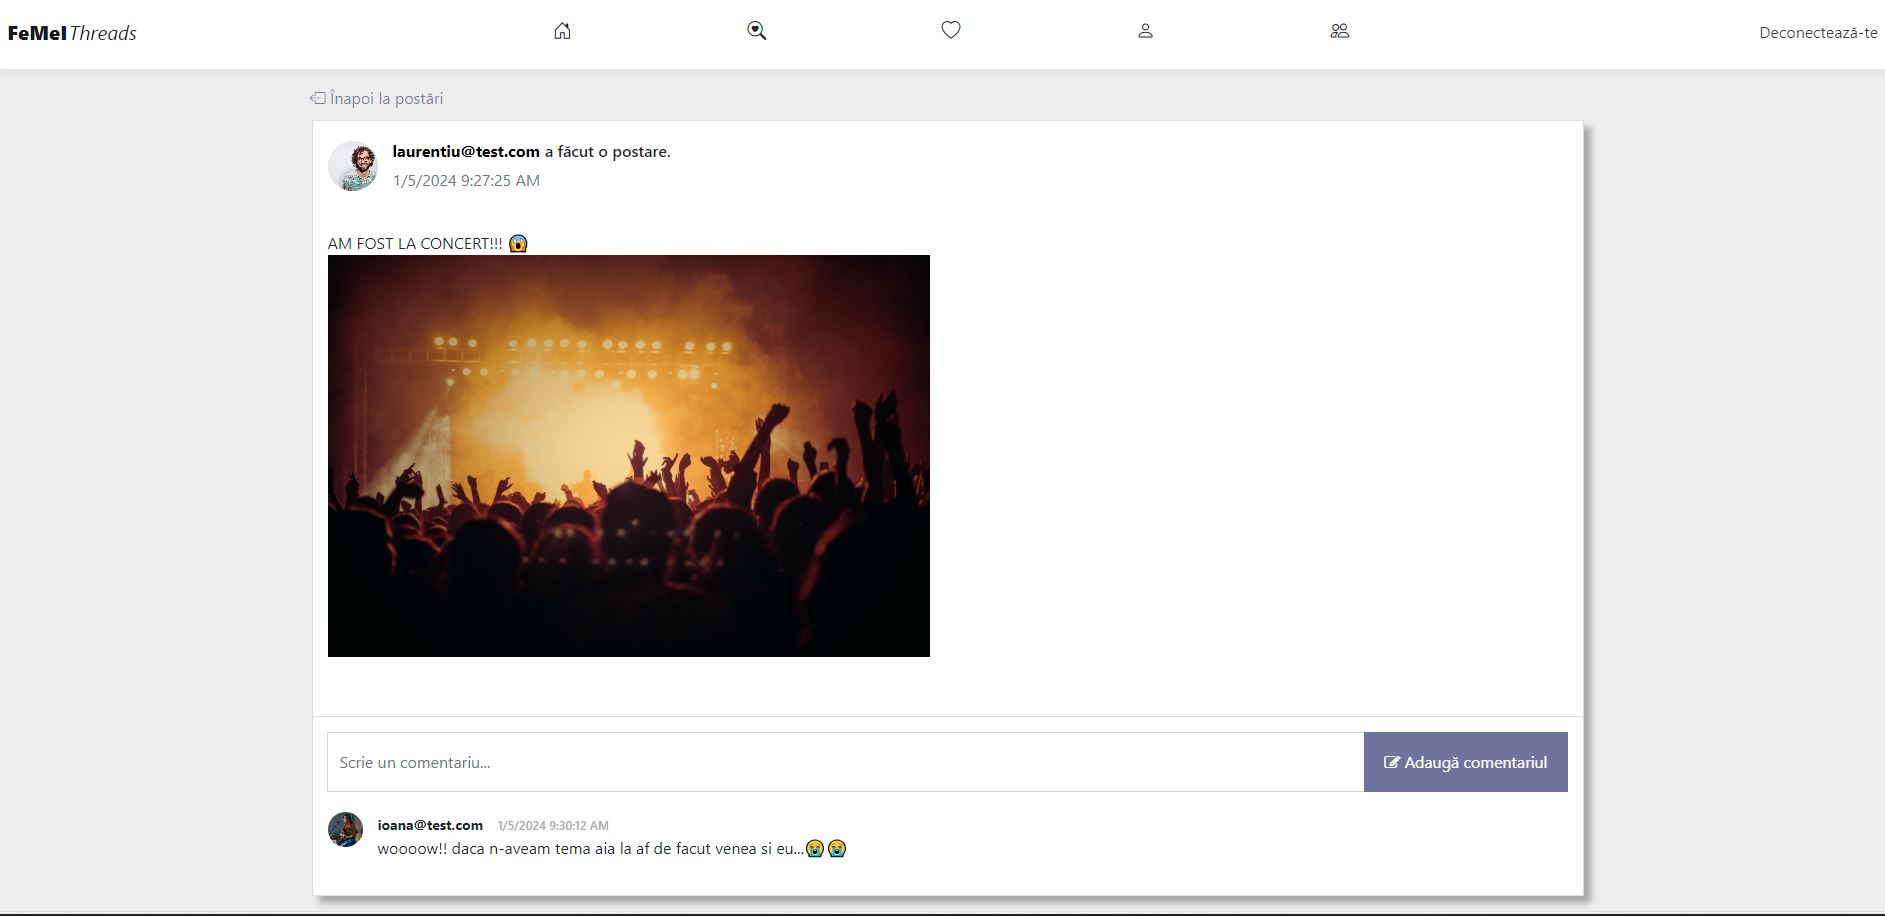 FeMel Threads
Deconectează-te
Înapoi la postări
laurentiu@test.com a făcut o postare.
1/5/2024 9:27:25 AM
AM FOST LA CONCERT!!! 😱
Scrie un comentariu...
Adaugă comentariul
ioana@test.com 1/5/2024 9:30:12 AM
woooow!! daca n-aveam tema aia la af de facut venea si eu...😭😭